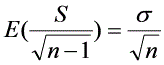 E(S/√(n−1)) = σ/√n